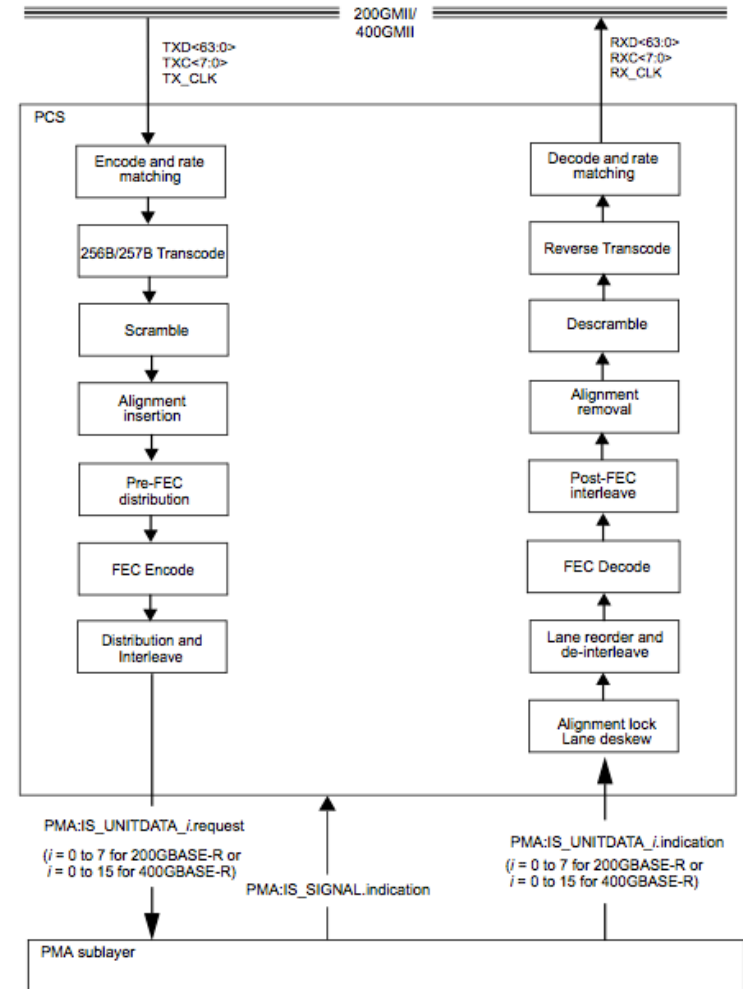 200GMII/
400GMII
TXD<63:0>
TXC<7:0>
TX_CLK
RXD<63:0>
RXC<7:0>
RX_CLK
PCS
Encode and rate
matching
256B/257B Transcode
Scramble
Alignment
insertion
Pre-FEC
distribution
FEC Encode
Distribution and
Interleave
Decode and rate
matching
Reverse Transcode
Descramble
Alignment
removal
Post-FEC
interleave
FEC Decode
Lane reorder and
de-interleave
Alignment lock
Lane deskew
PMA:IS_UNITDATA_i.request
(i = 0 to 7 for 200GBASE-R or
i = 0 to 15 for 400GBASE-R)
PMA:IS_SIGNAL.indication
PMA:IS_UNITDATA_i.indication
(i = 0 to 7 for 200GBASE-R or
i = 0 to 15 for 400GBASE-R)
PMA sublayer